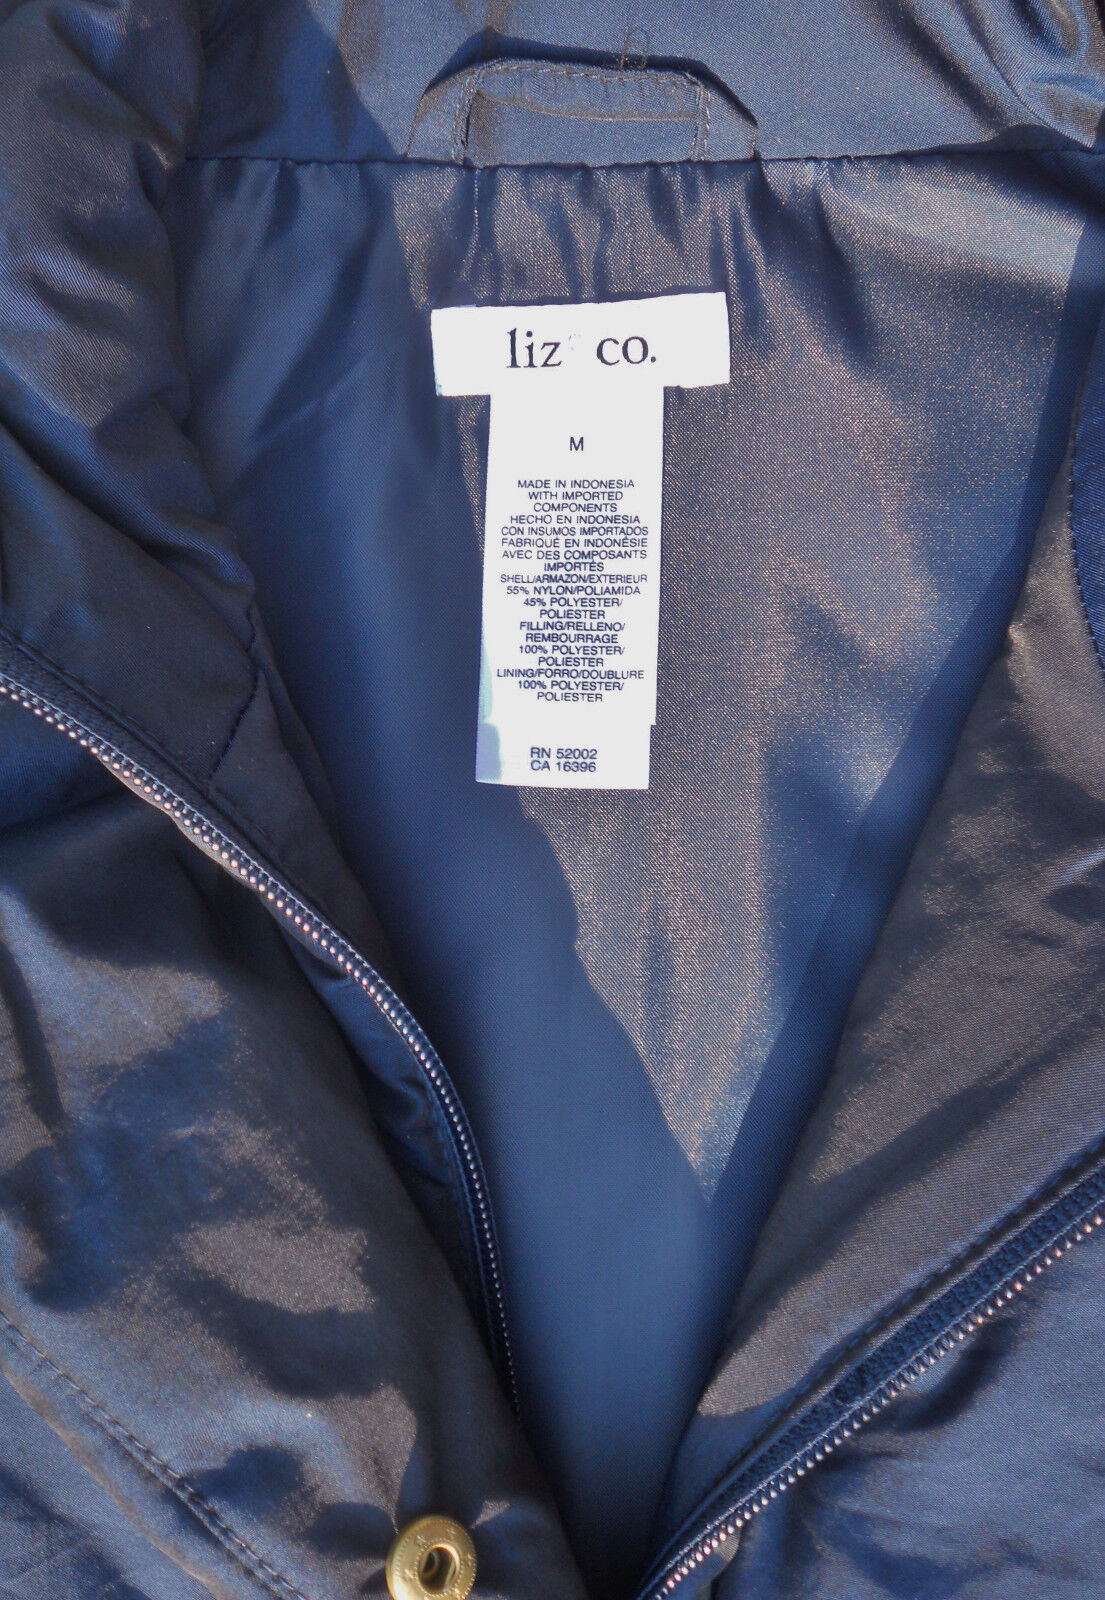 liz co.
M
MADE IN INDONESIA
WITH IMPORTED
COMPONENTS
HECHO EN INDONESIA
CON INSUMOS IMPORTADOS
FABRIQUÉ EN INDONÉSIE
AVEC DES COMPOSANTS
IMPORTÉS
SHELL/ARMAZON/EXTERIEUR
55% NYLON/POLIAMIDA
45% POLYESTER/
POLIESTER
FILLING/RELLENO/
REMBOURRAGE
100% POLYESTER/
POLIESTER
LINING/FORRO/DOUBLURE
100% POLYESTER/
POLIESTER
RN 52002
CA 16396